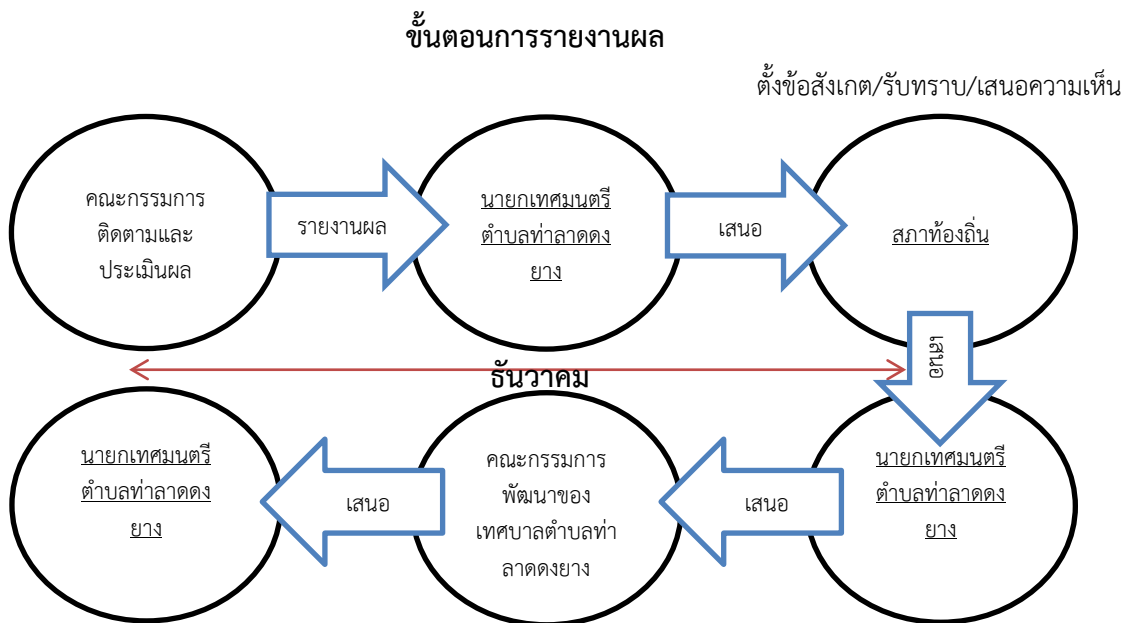 ขั้นตอนการรายงานผล
ตั้งข้อสังเกต/รับทราบ/เสนอความเห็น
คณะกรรมการ
ติดตามและ
ประเมินผล
รายงานผล
นายกเทศมนตรี
ตำบลท่าลาดดง
ยาง
เสนอ
สภาท้องถิ่น
เสนอ
ธันวาคม
นายกเทศมนตรี
ตำบลท่าลาดดง
ยาง
เสนอ
คณะกรรมการ
พัฒนาของ
เทศบาลตำบลท่า
ลาดดงยาง
เสนอ
นายกเทศมนตรี
ตำบลท่าลาดดง
ยาง